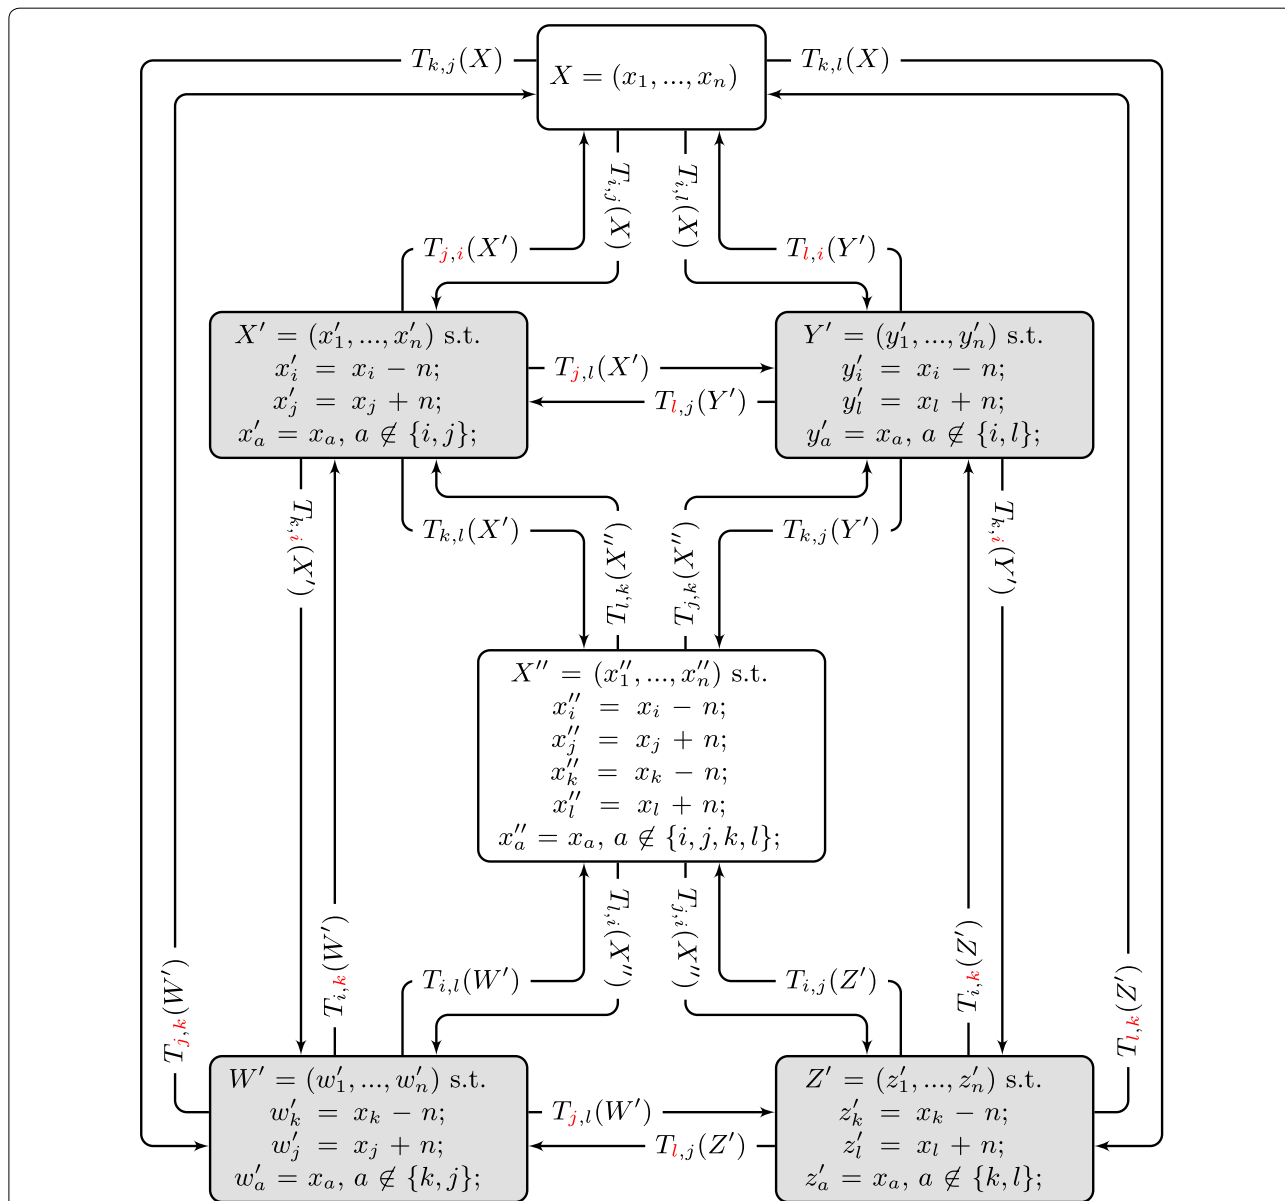 T_{k,j}(X)
X = (x_1, ..., x_n)
T_{k,l}(X)
T_{i,j}(X)
T_{i,l}(X)
T_{j,i}(X′)
T_{l,i}(Y′)
X′ = (x′_1, ..., x′_n) s.t.
x′_i = x_i − n;
x′_j = x_j + n;
x′_a = x_a, a ∉ {i, j};
T_{j,l}(X′)
T_{l,j}(Y′)
Y′ = (y′_1, ..., y′_n) s.t.
y′_i = x_i − n;
y′_l = x_l + n;
y′_a = x_a, a ∉ {i, l};
T_{k,i}(X′)
T_{k,l}(X′)
T_{l,k}(X″)
T_{j,k}(X″)
T_{k,j}(Y′)
T_{k,i}(Y′)
X″ = (x″_1, ..., x″_n) s.t.
x″_i = x_i − n;
x″_j = x_j + n;
x″_k = x_k − n;
x″_l = x_l + n;
x″_a = x_a, a ∉ {i, j, k, l};
T_{j,k}(W′)
T_{i,k}(W′)
T_{i,l}(W′)
T_{l,i}(X″)
T_{j,i}(X″)
T_{i,j}(Z′)
T_{i,k}(Z′)
T_{l,k}(Z′)
W′ = (w′_1, ..., w′_n) s.t.
w′_k = x_k − n;
w′_j = x_j + n;
w′_a = x_a, a ∉ {k, j};
T_{j,l}(W′)
T_{l,j}(Z′)
Z′ = (z′_1, ..., z′_n) s.t.
z′_k = x_k − n;
z′_l = x_l + n;
z′_a = x_a, a ∉ {k, l};